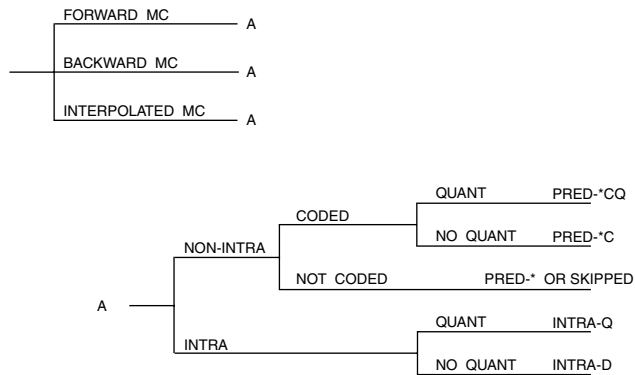 FORWARD MC A
BACKWARD MC A
INTERPOLATED MC A
QUANT PRED-*CQ
CODED
NO QUANT PRED-*C
NON-INTRA
NOT CODED PRED-* OR SKIPPED
A
QUANT INTRA-Q
INTRA
NO QUANT INTRA-D